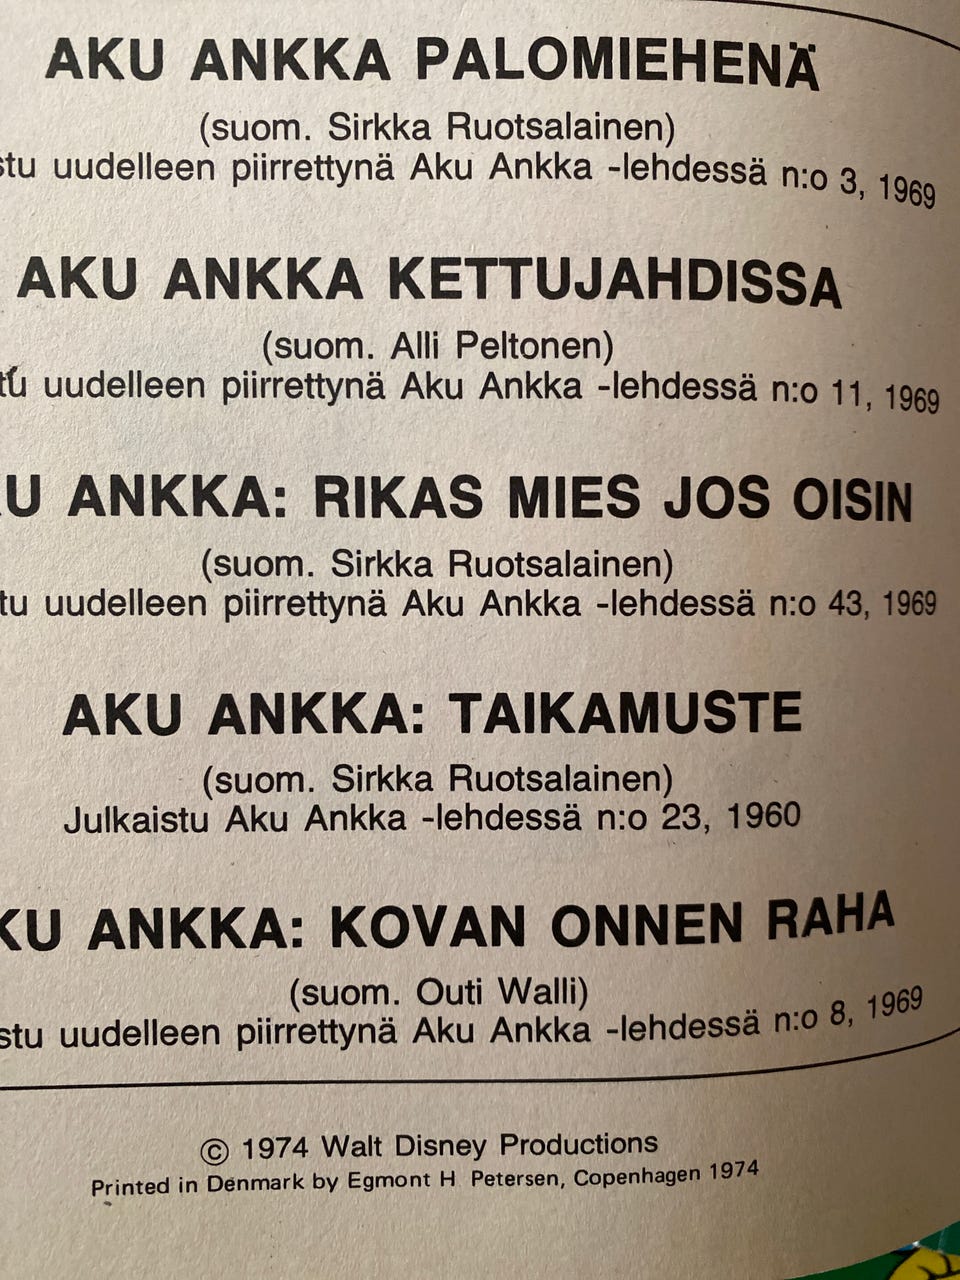 AKU ANKKA PALOMIEHENÄ
(suom. Sirkka Ruotsalainen)
stu uudelleen piirrettynä Aku Ankka -lehdessä n:o 3, 1969
AKU ANKKA KETTUJAHDISSA
(suom. Alli Peltonen)
tu uudelleen piirrettynä Aku Ankka -lehdessä n:o 11, 1969
KU ANKKA: RIKAS MIES JOS OISIN
(suom. Sirkka Ruotsalainen)
tu uudelleen piirrettynä Aku Ankka -lehdessä n:o 43, 1969
AKU ANKKA: TAIKAMUSTE
(suom. Sirkka Ruotsalainen)
Julkaistu Aku Ankka -lehdessä n:o 23, 1960
KU ANKKA: KOVAN ONNEN RAHA
(suom. Outi Walli)
stu uudelleen piirrettynä Aku Ankka -lehdessä n:o 8, 1969
© 1974 Walt Disney Productions
Printed in Denmark by Egmont H Petersen, Copenhagen 1974